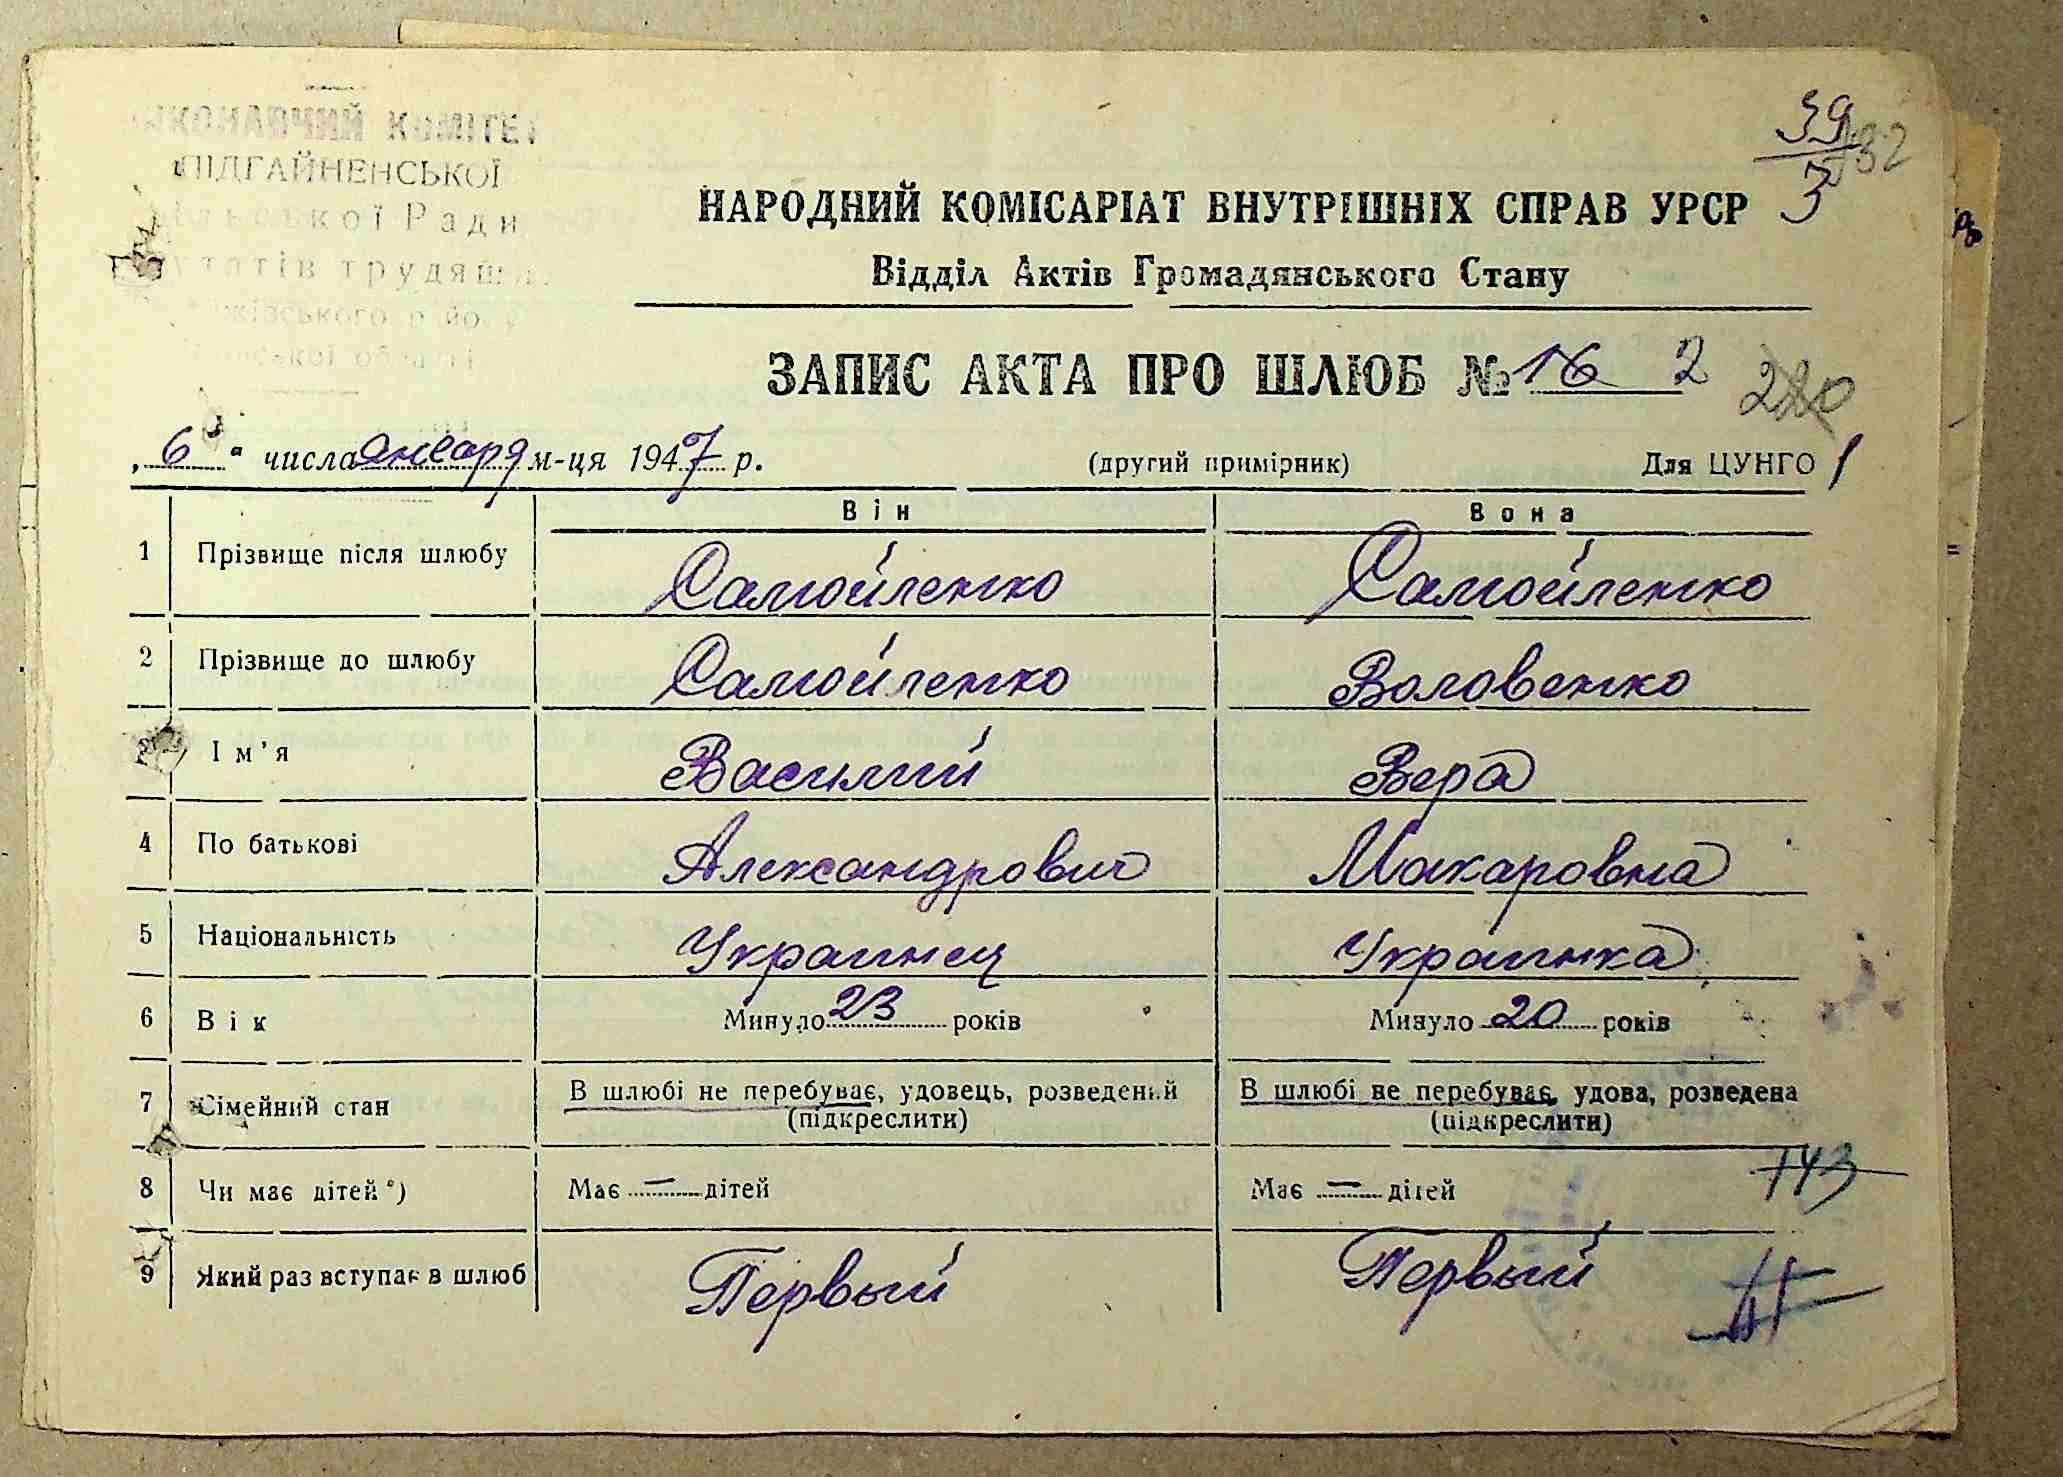 ВИКОНАВЧИЙ КОМІТЕТ
ПІДГАЙНЕНСЬКОЇ
Сільської Ради
депутатів трудящих
39
3
НАРОДНИЙ КОМІСАРІАТ ВНУТРІШНІХ СПРАВ УРСР
Відділ Актів Громадянського Стану
ЗАПИС АКТА ПРО ШЛЮБ № 16 2 220
„6" числа января м-ця 1947 р. (другий примірник) Для ЦУНГО 1
Він Вона
1 Прізвище після шлюбу Самойленко Самойленко
2 Прізвище до шлюбу Самойленко Воловенко
Ім'я Василий Вера
4 По батькові Александрович Макаровна
5 Національність Украинец Украинка
6 Вік Минуло 23 років Минуло 20 років
7 Сімейний стан В шлюбі не перебуває, удовець, розведений В шлюбі не перебуває, удова, розведена
(підкреслити) (підкреслити)
8 Чи має дітей*) Має — дітей Має — дітей
9 Який раз вступає в шлюб Первый Первый